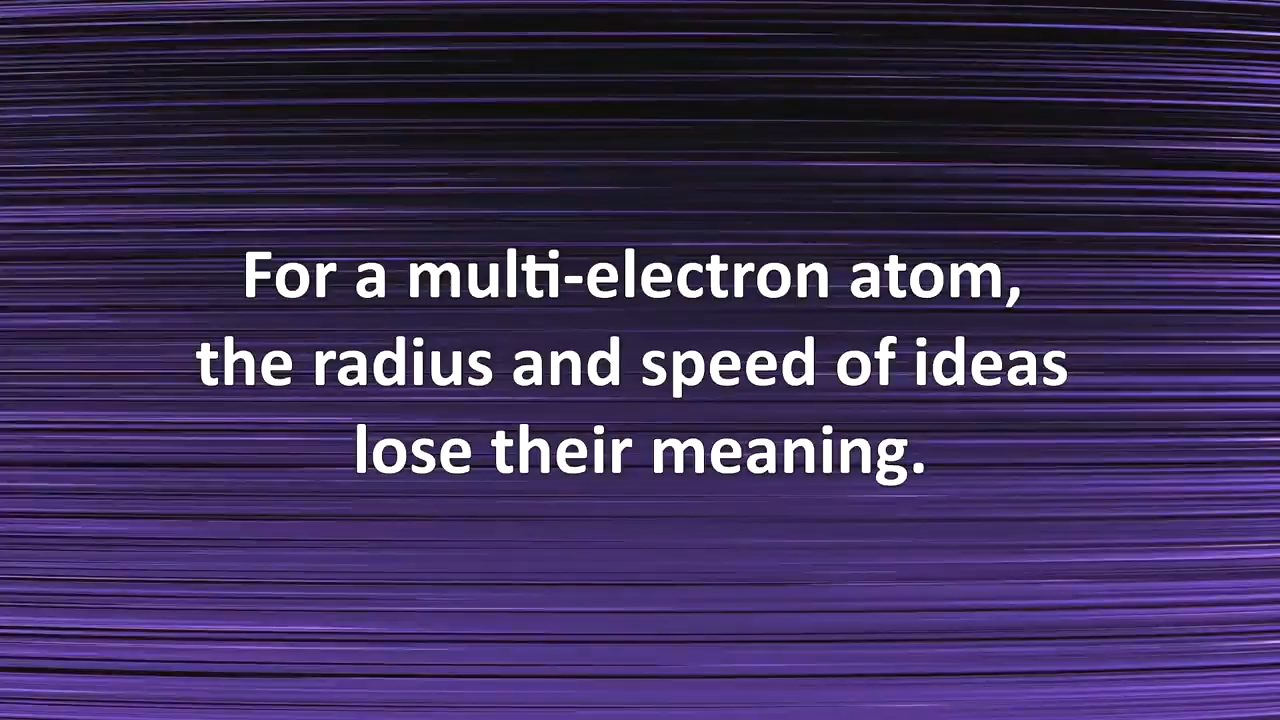 For a multi-electron atom,
the radius and speed of ideas
lose their meaning.